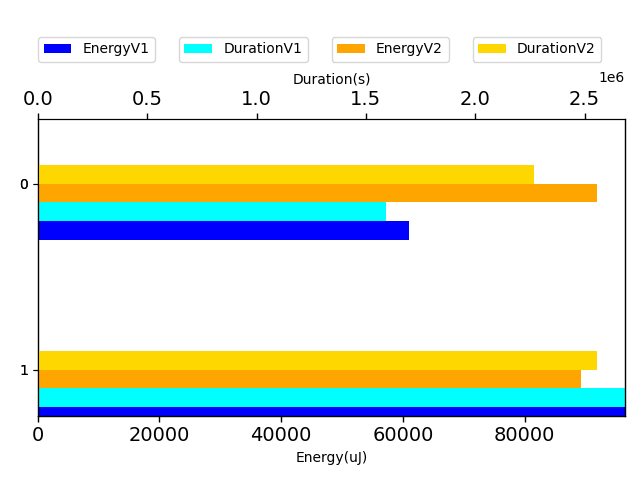 EnergyV1 DurationV1 EnergyV2 DurationV2
Duration(s)
1e6
0.0 0.5 1.0 1.5 2.0 2.5
0
1
0 20000 40000 60000 80000
Energy(uJ)